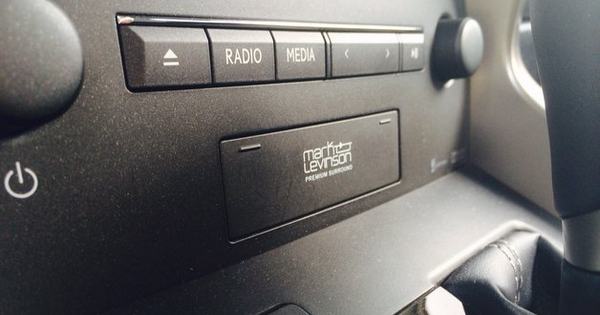 RADIO MEDIA
mark
Levinson
PREMIUM SURROUND